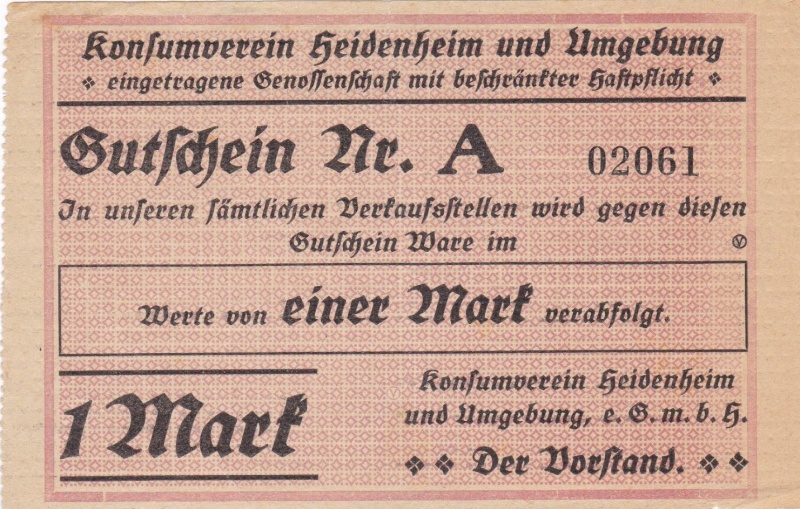 Konsumverein Heidenheim und Umgebung
eingetragene Genossenschaft mit beschränkter Haftpflicht
Gutschein Nr. A 02061
In unseren sämtlichen Verkaufsstellen wird gegen diesen
Gutschein Ware im
Werte von einer Mark verabfolgt.
1 Mark
Konsumverein Heidenheim
und Umgebung, e. G. m. b. H.
Der Vorstand.